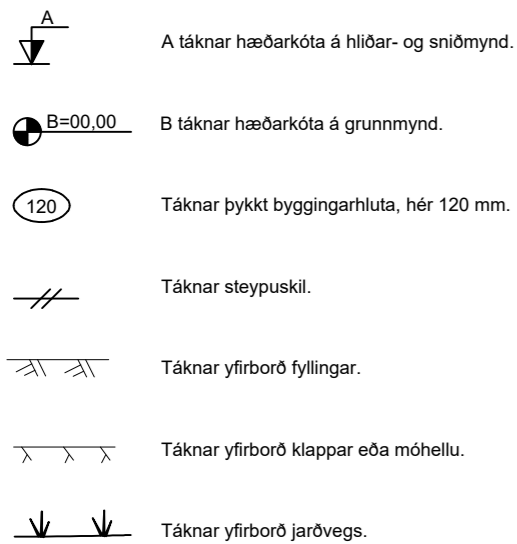 A
A táknar hæðarkóta á hliðar- og sniðmynd.
B=00,00
B táknar hæðarkóta á grunnmynd.
120
Táknar þykkt byggingarhluta, hér 120 mm.
Táknar steypuskil.
Táknar yfirborð fyllingar.
Táknar yfirborð klappar eða móhellu.
Táknar yfirborð jarðvegs.